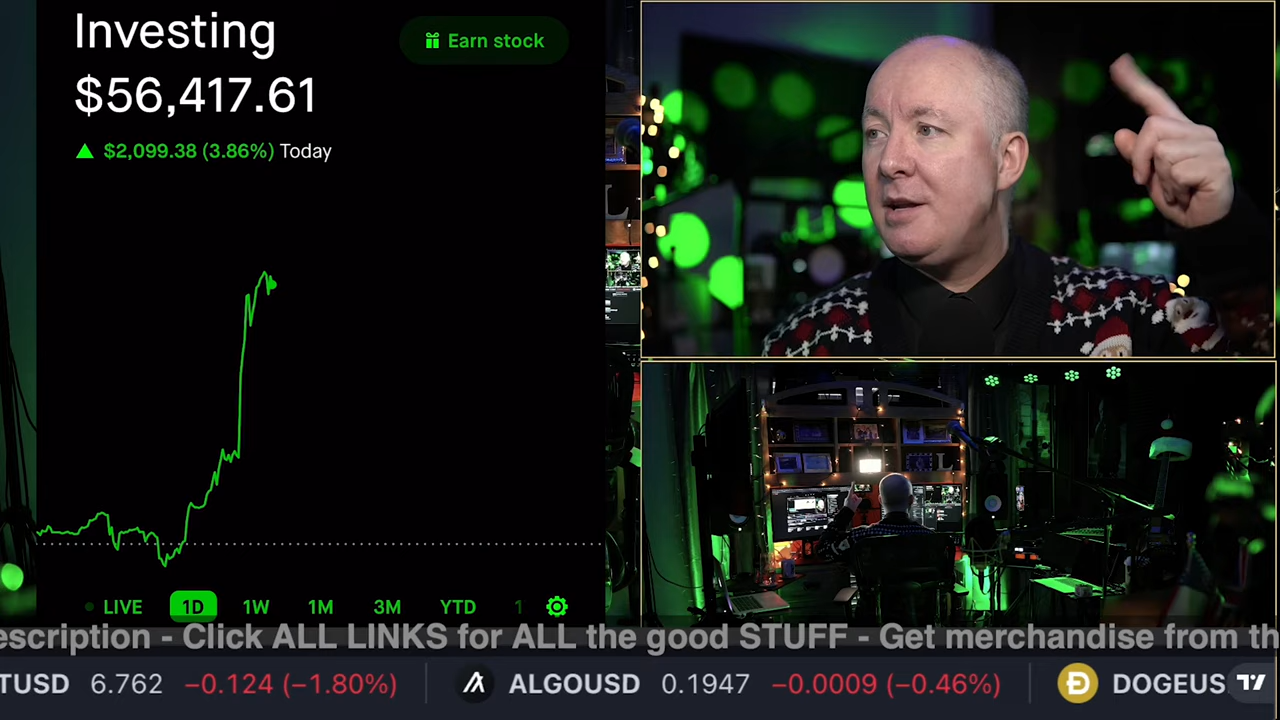 Investing
Earn stock
$56,417.61
$2,099.38 (3.86%) Today
LIVE 1D 1W 1M 3M YTD 1
escription - Click ALL LINKS for ALL the good STUFF - Get merchandise from th
TUSD 6.762 −0.124 (−1.80%) ALGOUSD 0.1947 −0.0009 (−0.46%) DOGEUS
L
L